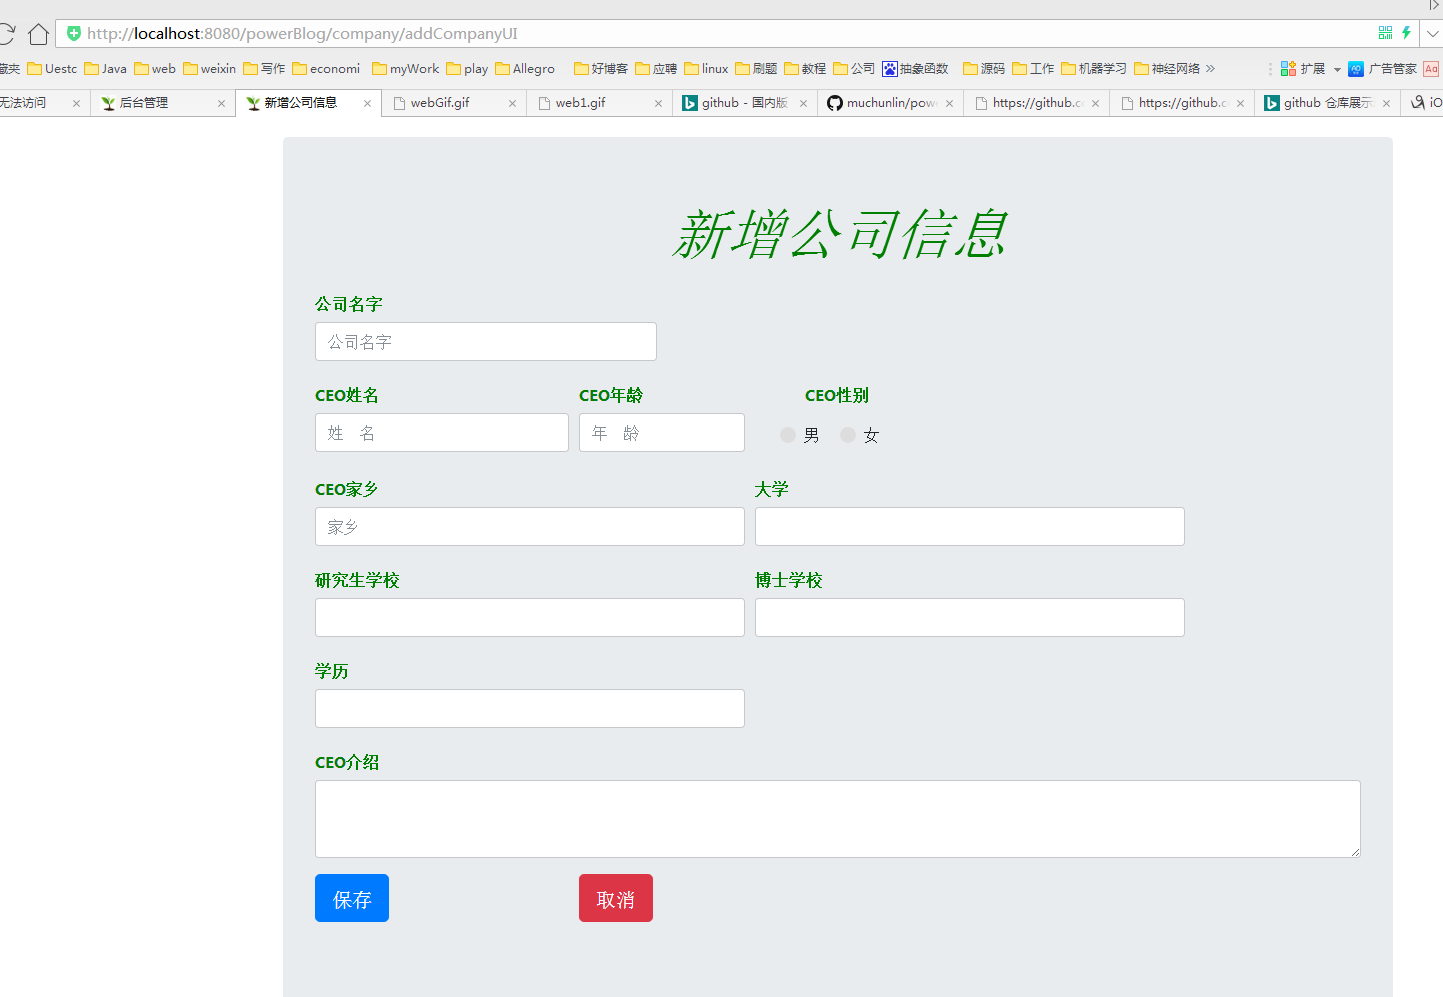 http://localhost:8080/powerBlog/company/addCompanyUI
藏夹 Uestc Java web weixin 写作 economi myWork play Allegro 好博客 应聘 linux 刷题 教程 公司 抽象函数 源码 工作 机器学习 神经网络 » 扩展 广告管家
无法访问 后台管理 新增公司信息 webGif.gif web1.gif github - 国内版 muchunlin/pow https://github.c https://github.c github 仓库展示 iO
新增公司信息
公司名字
公司名字
CEO姓名 CEO年龄 CEO性别
姓 名 年 龄 男 女
CEO家乡 大学
家乡
研究生学校 博士学校
学历
CEO介绍
保存 取消